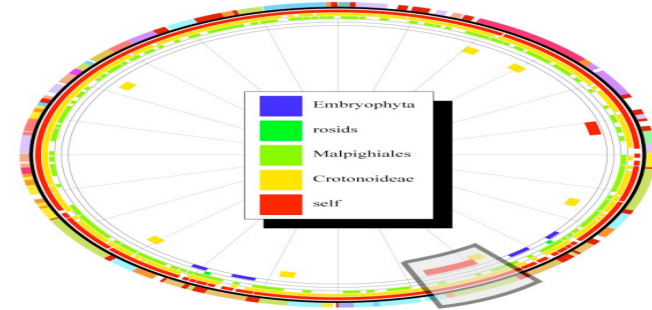 Embryophyta
rosids
Malpighiales
Crotonoideae
self